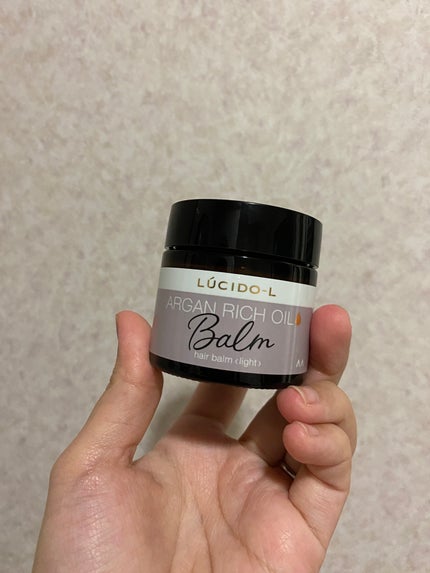 LÚCIDO-L
ARGAN RICH OIL
Balm
hair balm ‹light›